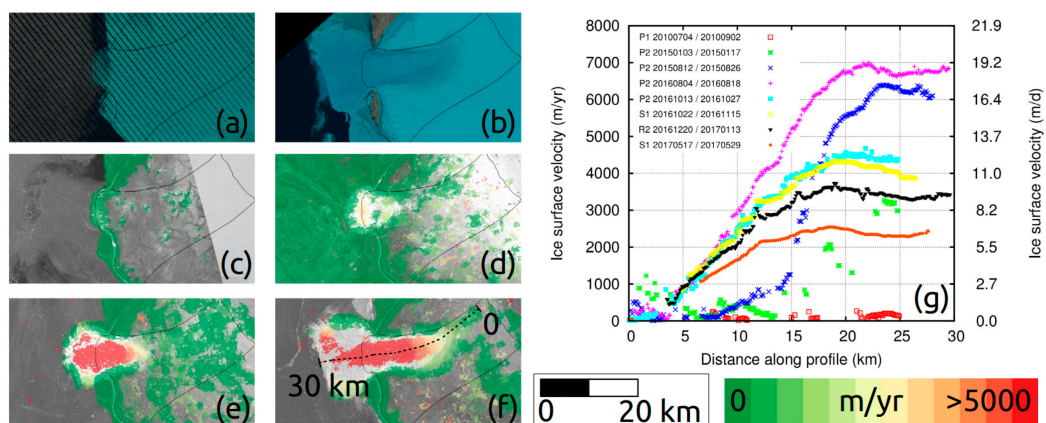 (a)
(b)
(c)
(d)
(e)
(f)
0
30 km
8000
7000
6000
5000
4000
3000
2000
1000
0
Ice surface velocity (m/yr)
P1 20100704 / 20100902
P2 20150103 / 20150117
P2 20150812 / 20150826
P2 20160804 / 20160818
P2 20161013 / 20161027
S1 20161022 / 20161115
R2 20161220 / 20170113
S1 20170517 / 20170529
21.9
19.2
16.4
13.7
11.0
8.2
5.5
2.7
0.0
Ice surface velocity (m/d)
(g)
0 5 10 15 20 25 30
Distance along profile (km)
0 20 km
0 m/yr >5000